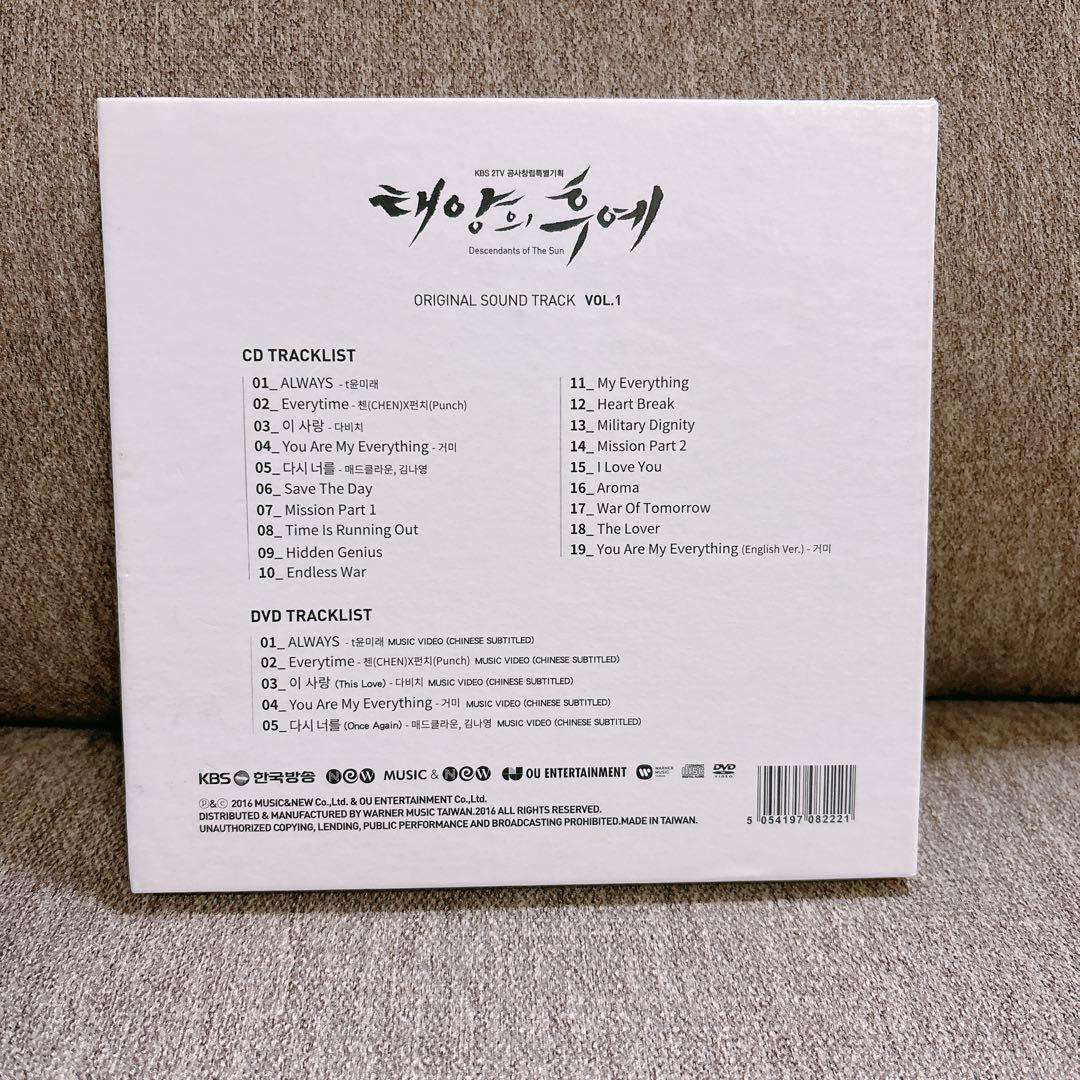 KBS 2TV 공사창립특별기획
태양의 후예
Descendants of The Sun
ORIGINAL SOUND TRACK VOL.1
CD TRACKLIST
01_ ALWAYS - t윤미래
02_ Everytime - 첸(CHEN)X펀치(Punch)
03_ 이 사랑 - 다비치
04_ You Are My Everything - 거미
05_ 다시 너를 - 매드클라운, 김나영
06_ Save The Day
07_ Mission Part 1
08_ Time Is Running Out
09_ Hidden Genius
10_ Endless War
11_ My Everything
12_ Heart Break
13_ Military Dignity
14_ Mission Part 2
15_ I Love You
16_ Aroma
17_ War Of Tomorrow
18_ The Lover
19_ You Are My Everything (English Ver.) - 거미
DVD TRACKLIST
01_ ALWAYS - t윤미래 MUSIC VIDEO (CHINESE SUBTITLED)
02_ Everytime - 첸(CHEN)X펀치(Punch) MUSIC VIDEO (CHINESE SUBTITLED)
03_ 이 사랑 (This Love) - 다비치 MUSIC VIDEO (CHINESE SUBTITLED)
04_ You Are My Everything - 거미 MUSIC VIDEO (CHINESE SUBTITLED)
05_ 다시 너를 (Once Again) - 매드클라운, 김나영 MUSIC VIDEO (CHINESE SUBTITLED)
KBS 한국방송 NEW MUSIC & NEW OU ENTERTAINMENT WARNER MUSIC DVD VIDEO
℗&© 2016 MUSIC&NEW Co.,Ltd. & OU ENTERTAINMENT Co.,Ltd.
DISTRIBUTED & MANUFACTURED BY WARNER MUSIC TAIWAN.2016 ALL RIGHTS RESERVED.
UNAUTHORIZED COPYING, LENDING, PUBLIC PERFORMANCE AND BROADCASTING PROHIBITED.MADE IN TAIWAN.
5 054197 082221